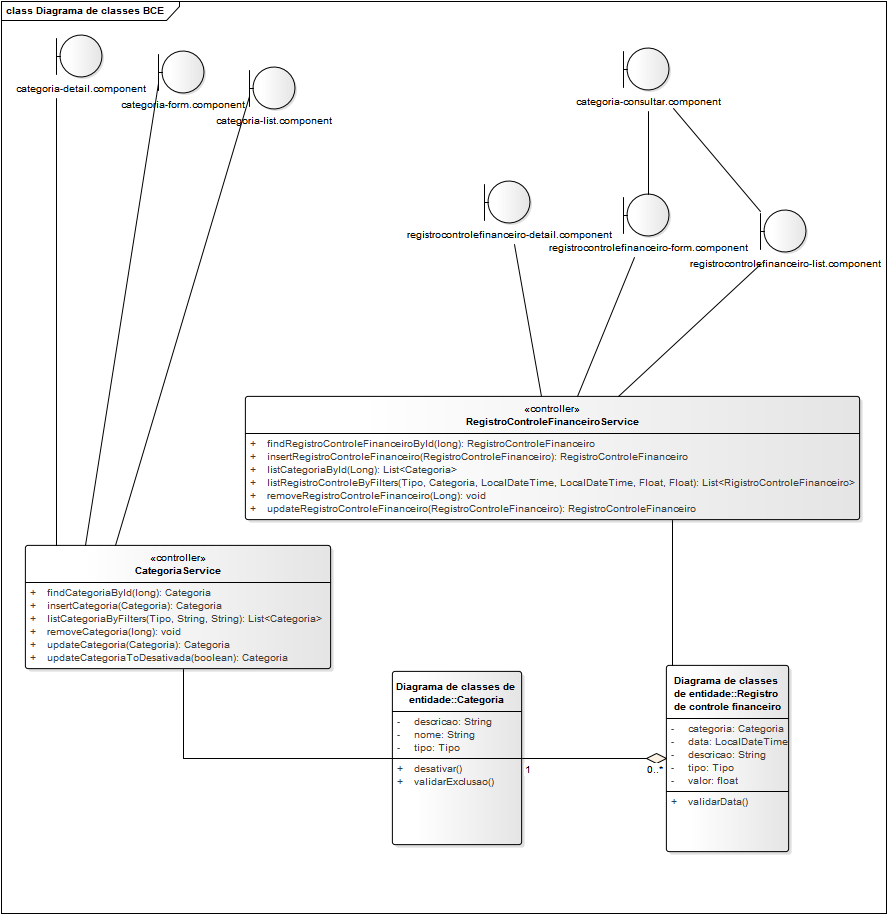 class Diagrama de classes BCE
categoria-detail.component
categoria-form.component
categoria-list.component
categoria-consultar.component
registrocontrolefinanceiro-detail.component
registrocontrolefinanceiro-form.component
registrocontrolefinanceiro-list.component
«controller»
RegistroControleFinanceiroService
+ findRegistroControleFinanceiroById(long): RegistroControleFinanceiro
+ insertRegistroControleFinanceiro(RegistroControleFinanceiro): RegistroControleFinanceiro
+ listCategoriaById(Long): List<Categoria>
+ listRegistroControleByFilters(Tipo, Categoria, LocalDateTime, LocalDateTime, Float, Float): List<RigistroControleFinanceiro>
+ removeRegistroControleFinanceiro(Long): void
+ updateRegistroControleFinanceiro(RegistroControleFinanceiro): RegistroControleFinanceiro
«controller»
CategoriaService
+ findCategoriaById(long): Categoria
+ insertCategoria(Categoria): Categoria
+ listCategoriaByFilters(Tipo, String, String): List<Categoria>
+ removeCategoria(long): void
+ updateCategoria(Categoria): Categoria
+ updateCategoriaToDesativada(boolean): Categoria
Diagrama de classes de
entidade::Categoria
- descricao: String
- nome: String
- tipo: Tipo
+ desativar()
+ validarExclusao()
1
0..*
Diagrama de classes
de entidade::Registro
de controle financeiro
- categoria: Categoria
- data: LocalDateTime
- descricao: String
- tipo: Tipo
- valor: float
+ validarData()